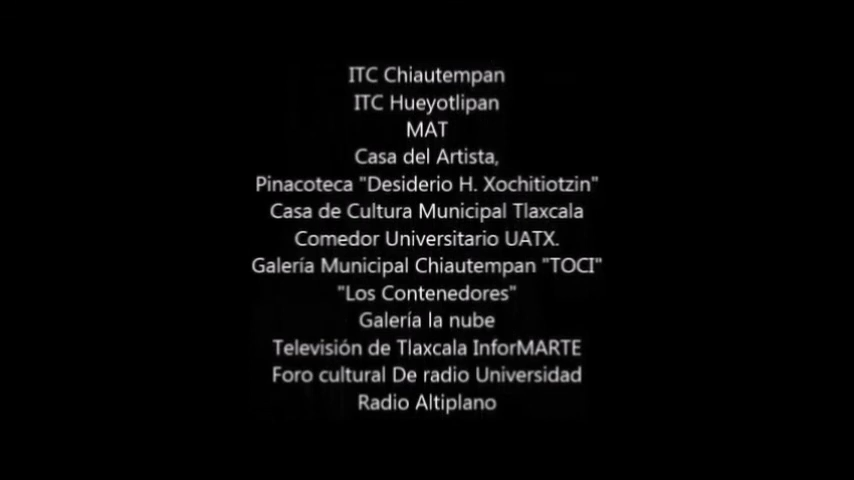 ITC Chiautempan
ITC Hueyotlipan
MAT
Casa del Artista,
Pinacoteca "Desiderio H. Xochitiotzin"
Casa de Cultura Municipal Tlaxcala
Comedor Universitario UATX.
Galería Municipal Chiautempan "TOCI"
"Los Contenedores"
Galería la nube
Televisión de Tlaxcala InforMARTE
Foro cultural De radio Universidad
Radio Altiplano